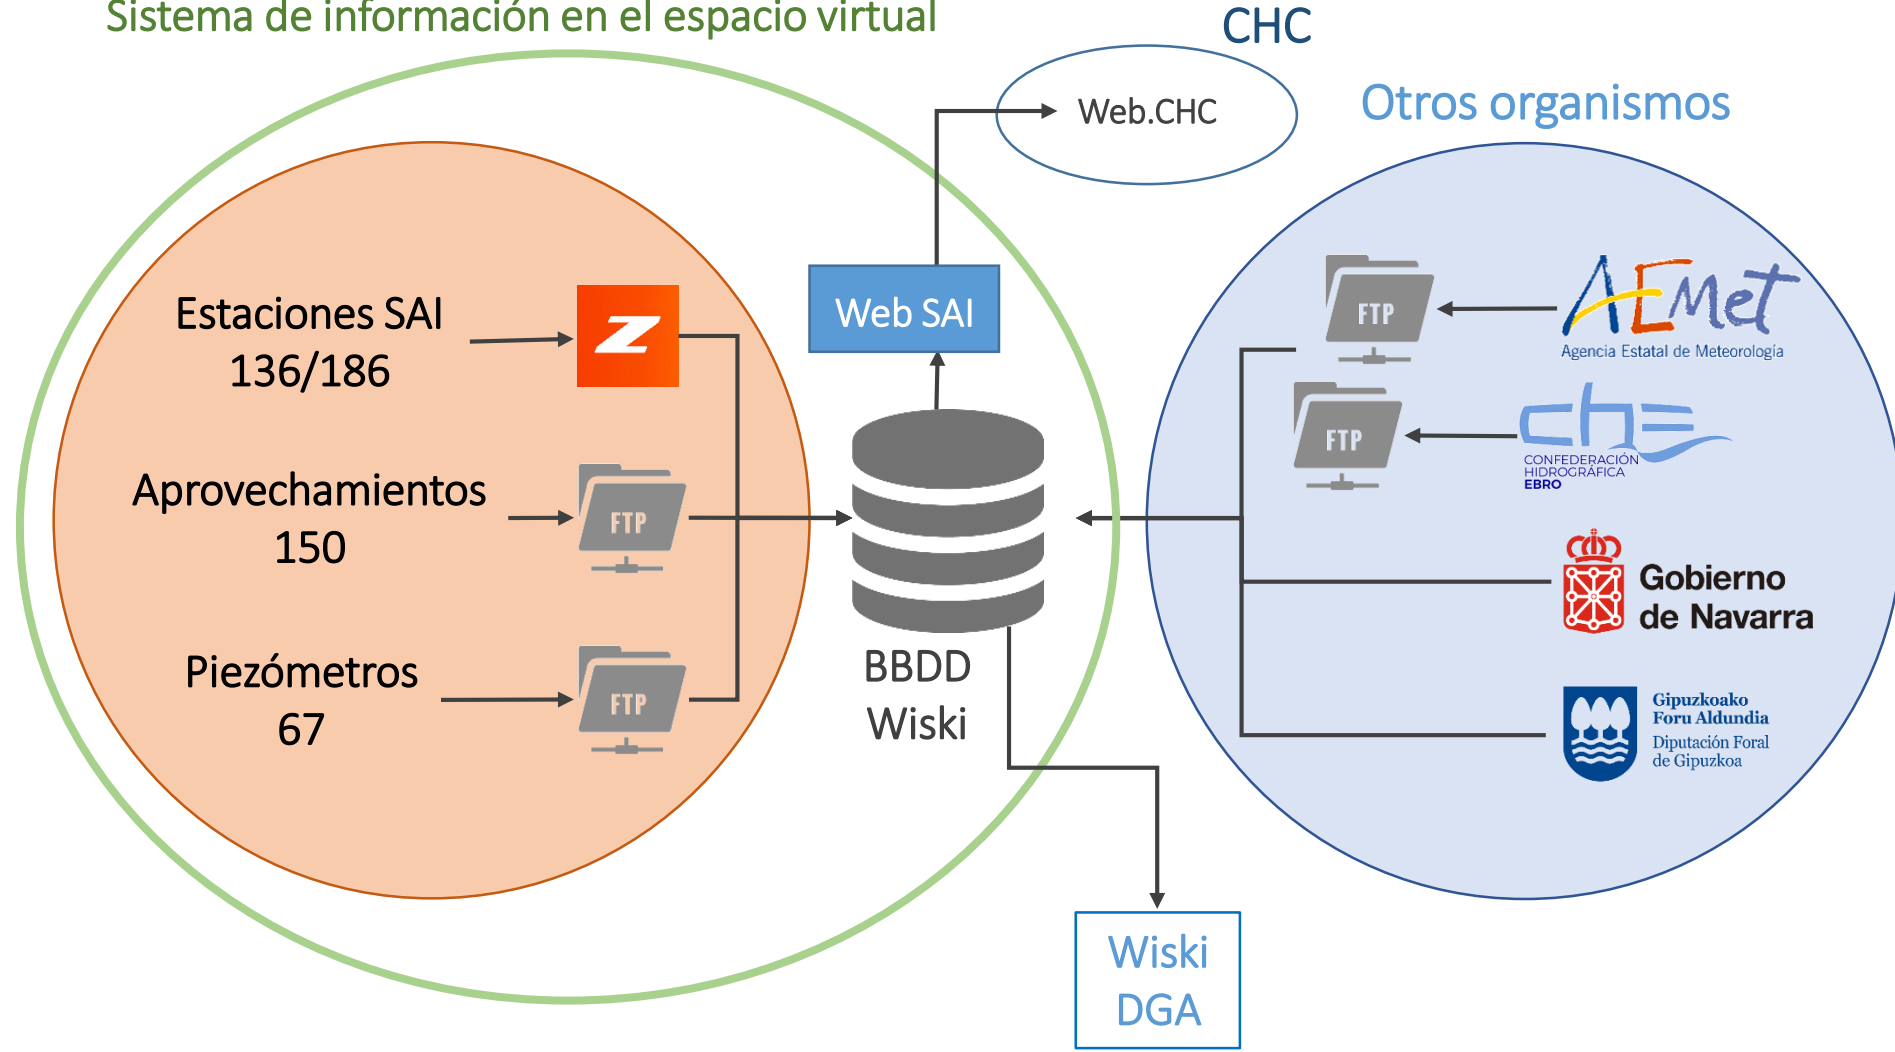 Sistema de información en el espacio virtual
CHC
Web.CHC
Otros organismos
Estaciones SAI
136/186
Z
Web SAI
FTP
AEMet
Agencia Estatal de Meteorología
FTP
che
CONFEDERACIÓN
HIDROGRÁFICA
EBRO
Aprovechamientos
150
FTP
Gobierno
de Navarra
Piezómetros
67
FTP
BBDD
Wiski
Gipuzkoako
Foru Aldundia
Diputación Foral
de Gipuzkoa
Wiski
DGA